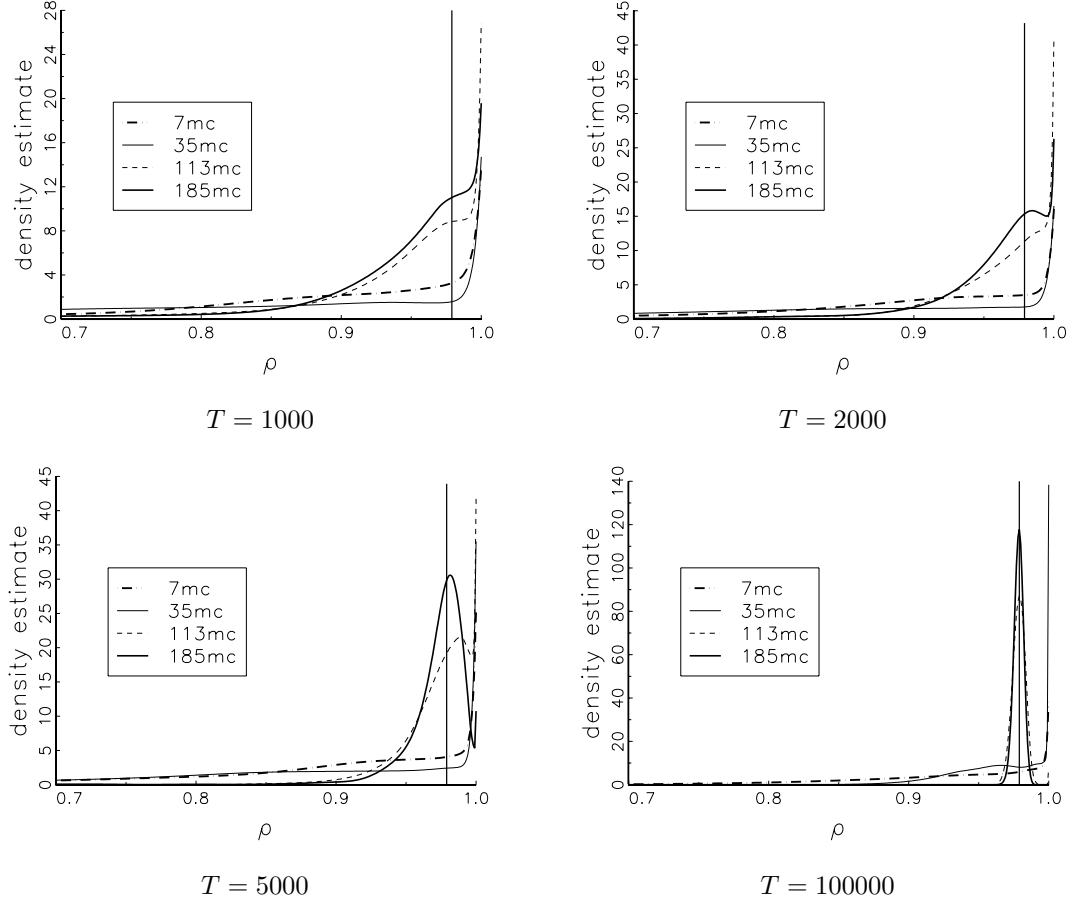 density estimate
0 4 8 12 16 20 24 28
7mc
35mc
113mc
185mc
0.7 0.8 0.9 1.0
ρ
T = 1000
density estimate
0 5 10 15 20 25 30 35 40 45
7mc
35mc
113mc
185mc
0.7 0.8 0.9 1.0
ρ
T = 2000
density estimate
0 5 10 15 20 25 30 35 40 45
7mc
35mc
113mc
185mc
0.7 0.8 0.9 1.0
ρ
T = 5000
density estimate
0 20 40 60 80 100 120 140
7mc
35mc
113mc
185mc
0.7 0.8 0.9 1.0
ρ
T = 100000